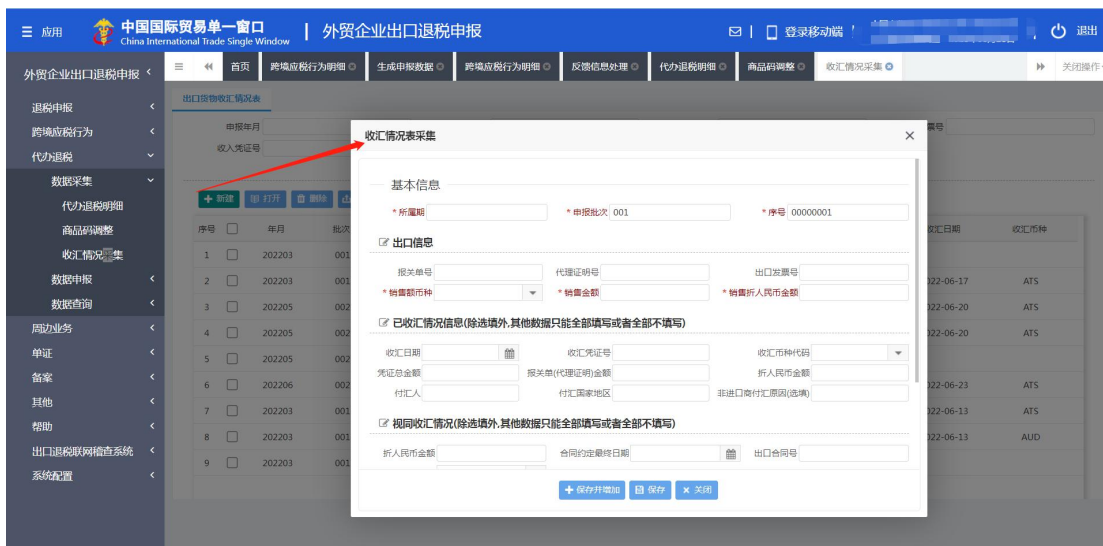 应用 中国国际贸易单一窗口 外贸企业出口退税申报 登录移动端 退出
China International Trade Single Window
外贸企业出口退税申报 首页 跨境应税行为明细 生成申报数据 跨境应税行为明细 反馈信息处理 代办退税明细 商品码调整 收汇情况采集 关闭操作
退税申报
跨境应税行为
代办退税
数据采集
代办退税明细
商品码调整
收汇情况 集
数据申报
数据查询
周边业务
单证
备案
其他
帮助
出口退税联网稽查系统
系统配置
出口货物收汇情况表
申报年月 票号
收入凭证号
新建 打开 删除
序号 年月 批次 收汇日期 收汇币种
1 202203 001
2 202203 001 022-06-17 ATS
3 202205 002 022-06-20 ATS
4 202205 002 022-06-20 ATS
5 202205 002
6 202206 002 022-06-23 ATS
7 202203 001 022-06-13 ATS
8 202203 001 022-06-13 AUD
9 202203 001
收汇情况表采集
基本信息
*所属期 *申报批次 001 *序号 00000001
出口信息
报关单号 代理证明号 出口发票号
*销售额币种 *销售金额 *销售折人民币金额
已收汇情况信息(除选填外,其他数据只能全部填写或者全部不填写)
收汇日期 收汇凭证号 收汇币种代码
凭证总金额 报关单(代理证明)金额 折人民币金额
付汇人 付汇国家地区 非进口商付汇原因(选填)
视同收汇情况(除选填外,其他数据只能全部填写或者全部不填写)
折人民币金额 合同约定最终日期 出口合同号
保存并增加 保存 关闭